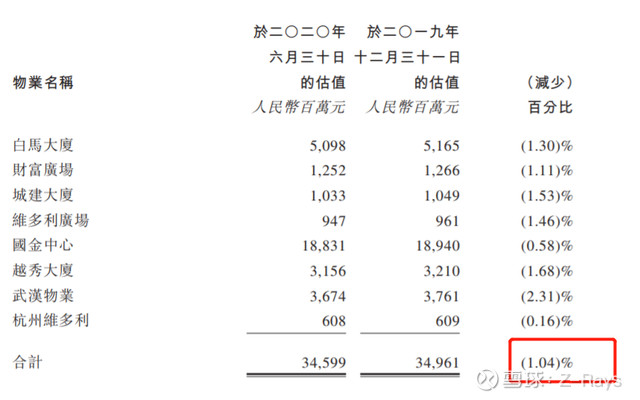 於二〇二〇年 於二〇一九年
六月三十日 十二月三十一日
物業名稱 的估值 的估值 （減少）
人民幣百萬元 人民幣百萬元 百分比
白馬大廈 5,098 5,165 (1.30)%
財富廣場 1,252 1,266 (1.11)%
城建大廈 1,033 1,049 (1.53)%
維多利廣場 947 961 (1.46)%
國金中心 18,831 18,940 (0.58)%
越秀大廈 3,156 3,210 (1.68)%
武漢物業 3,674 3,761 (2.31)%
杭州維多利 608 609 (0.16)%
合計 34,599 34,961 (1.04)%
雪球：Z-Rays